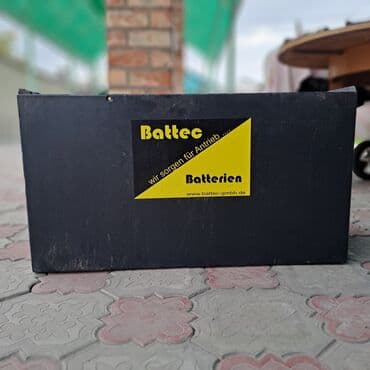 Battec
wir sorgen für Antrieb ....
Batterien
www.battec-gmbh.de